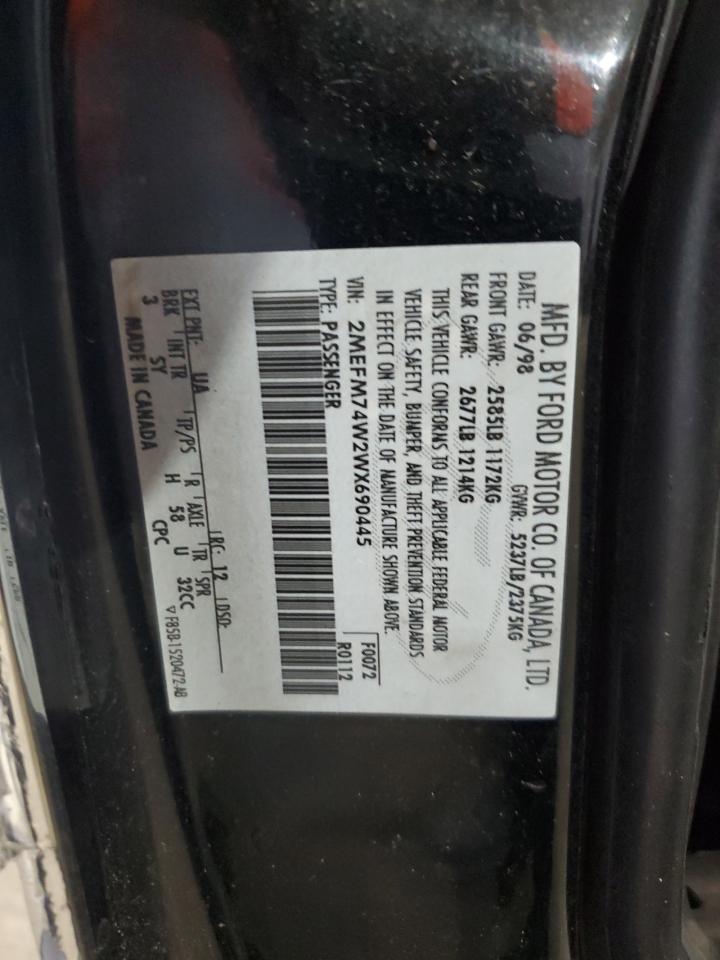 MFD. BY FORD MOTOR CO. OF CANADA, LTD.
DATE: 06/98 GVWR: 5237LB/2375KG
FRONT GAWR: 2585LB 1172KG
REAR GAWR: 2677LB 1214KG
THIS VEHICLE CONFORMS TO ALL APPLICABLE FEDERAL MOTOR
VEHICLE SAFETY, BUMPER, AND THEFT PREVENTION STANDARDS
IN EFFECT ON THE DATE OF MANUFACTURE SHOWN ABOVE.
VIN: 2MEFM74W2WX690445 F0072
TYPE: PASSENGER R0112
EXT PNT: UA RC: 12 DSO:
BRK INT TR TP/PS R AXLE TR SPR
3 SY H 58 U 32CC
MADE IN CANADA CPC ▽F85B-1520472-AB